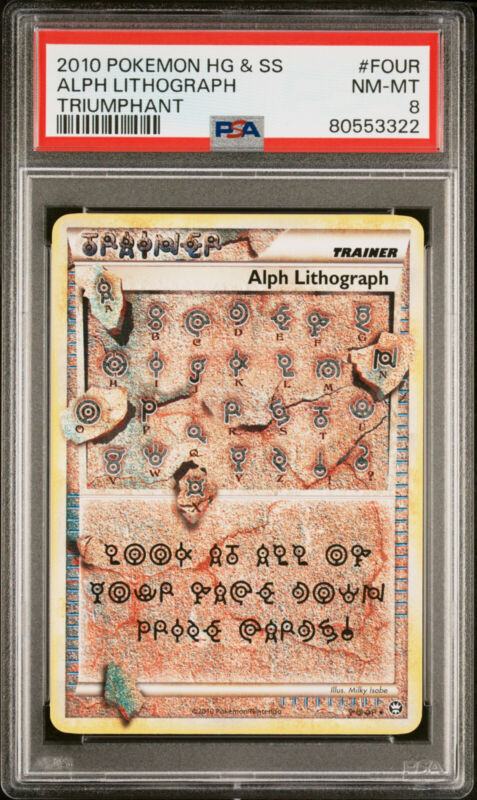 2010 POKEMON HG & SS #FOUR
ALPH LITHOGRAPH NM-MT
TRIUMPHANT 8
PSA 80553322
TRAINER TRAINER
Alph Lithograph
A B C D E F G
H I K L M N
O P Q R S T U
V W X Z ! ?
LOOK AT ALL OF
YOUR FACE DOWN
PRIZE CARDS!
Illus. Milky Isobe
©2010 Pokémon/Nintendo
PSA